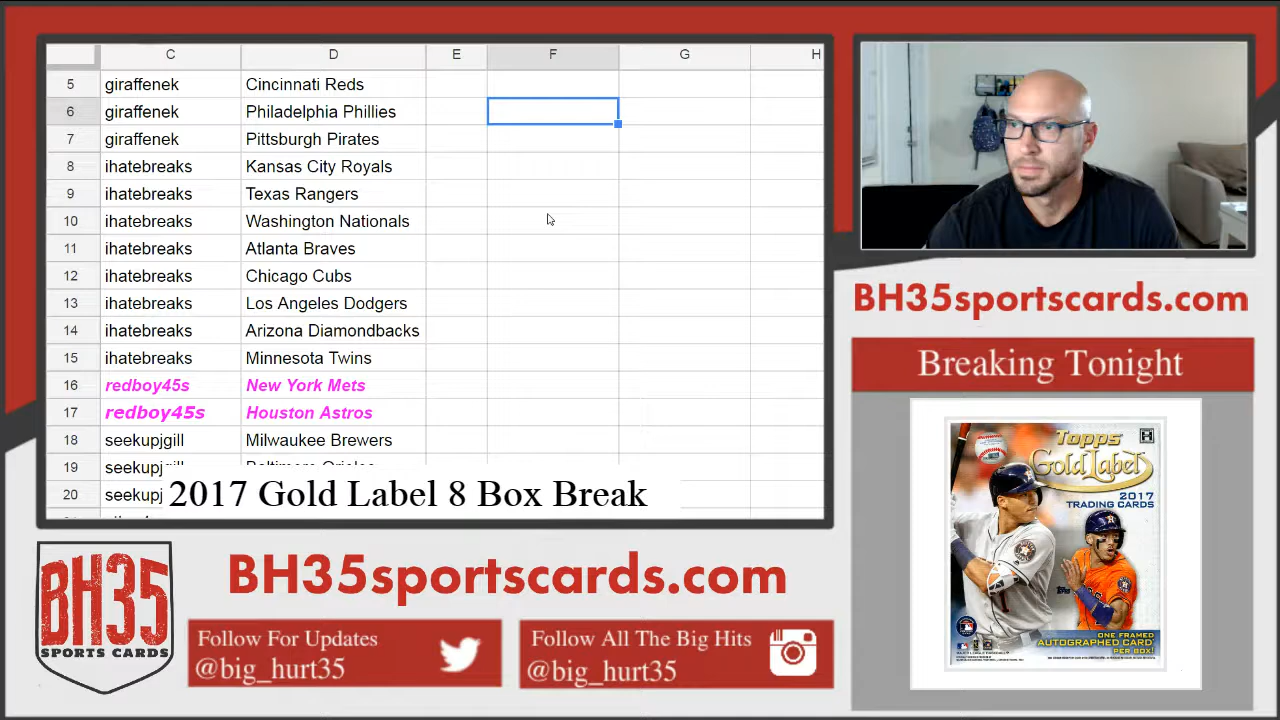 C D E F G H
5 giraffenek Cincinnati Reds
6 giraffenek Philadelphia Phillies
7 giraffenek Pittsburgh Pirates
8 ihatebreaks Kansas City Royals
9 ihatebreaks Texas Rangers
10 ihatebreaks Washington Nationals
11 ihatebreaks Atlanta Braves
12 ihatebreaks Chicago Cubs
13 ihatebreaks Los Angeles Dodgers
14 ihatebreaks Arizona Diamondbacks
15 ihatebreaks Minnesota Twins
16 redboy45s New York Mets
17 redboy45s Houston Astros
18 seekupjgill Milwaukee Brewers
19
20
2017 Gold Label 8 Box Break
BH35sportscards.com
Breaking Tonight
Topps
Gold Label
2017
TRADING CARDS
ONE FRAMED
AUTOGRAPHED CARD
PER BOX!
BH35
SPORTS CARDS
BH35sportscards.com
Follow For Updates
@big_hurt35
Follow All The Big Hits
@big_hurt35